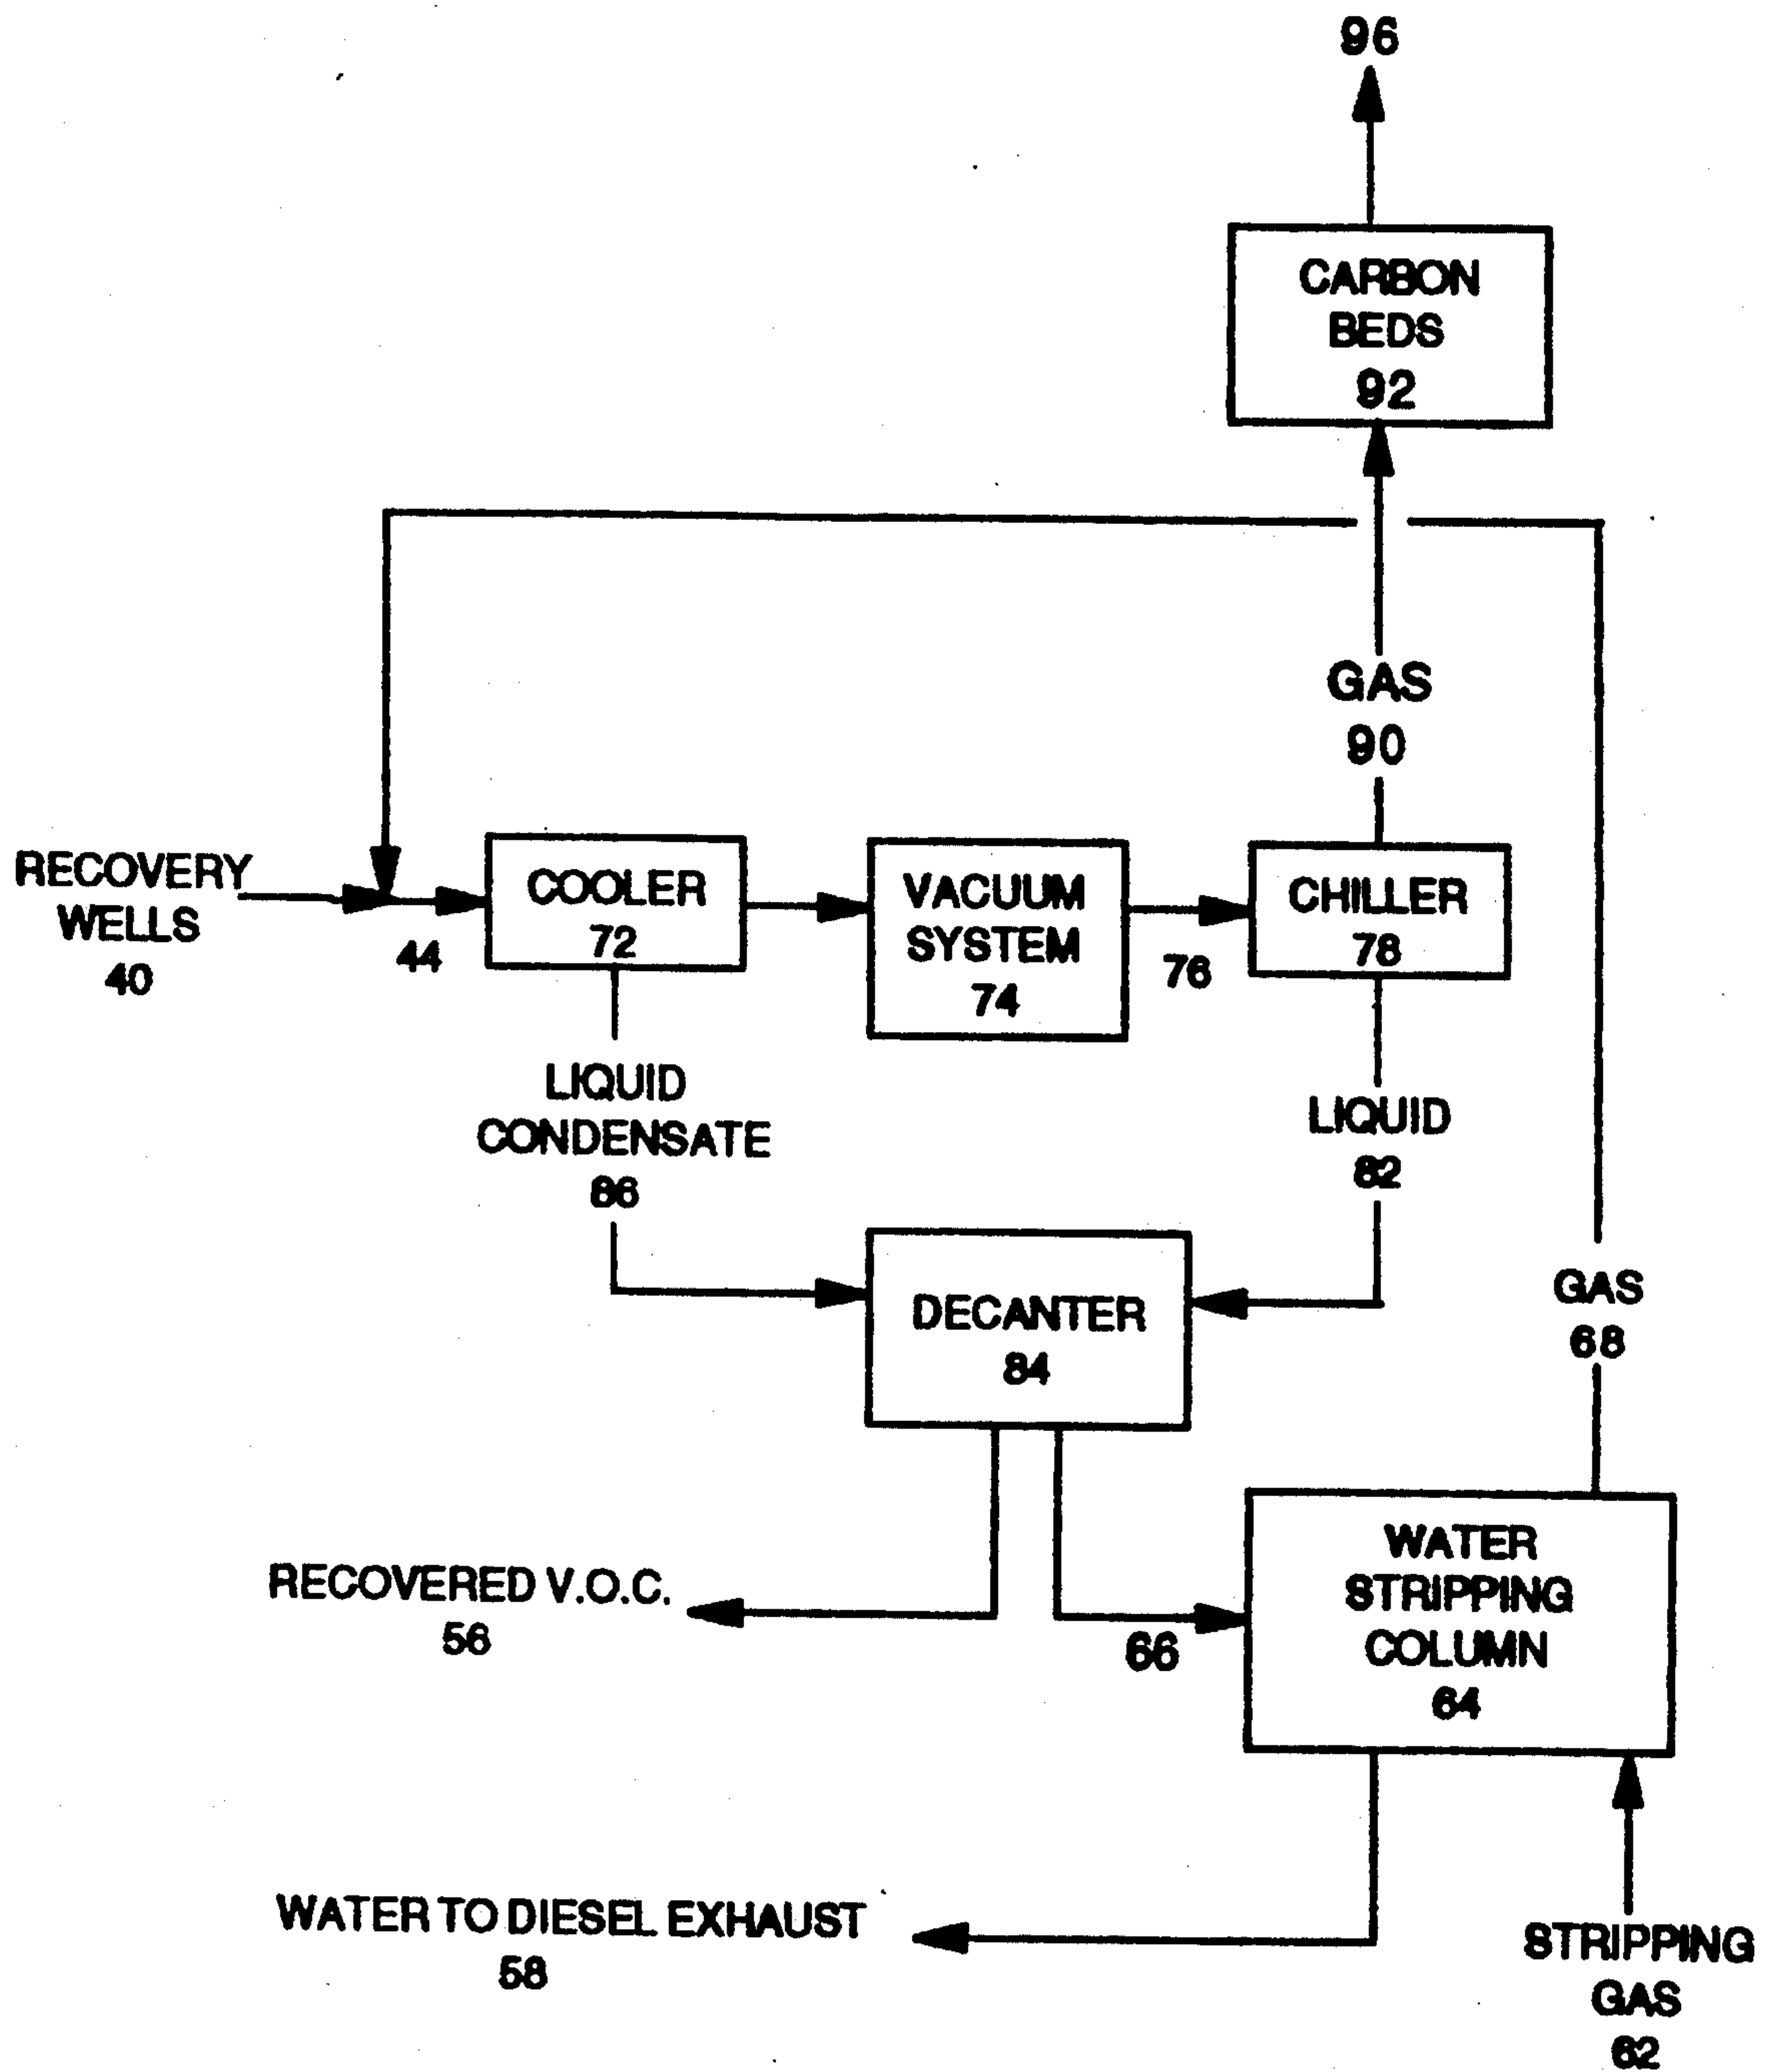 96
CARBON
BEDS
92
GAS
90
RECOVERY
WELLS
40
44
COOLER
72
VACUUM
SYSTEM
74
76
CHILLER
78
LIQUID
CONDENSATE
86
LIQUID
82
DECANTER
84
GAS
68
RECOVERED V.O.C.
56
66
WATER
STRIPPING
COLUMN
64
WATER TO DIESEL EXHAUST
58
STRIPPING
GAS
62